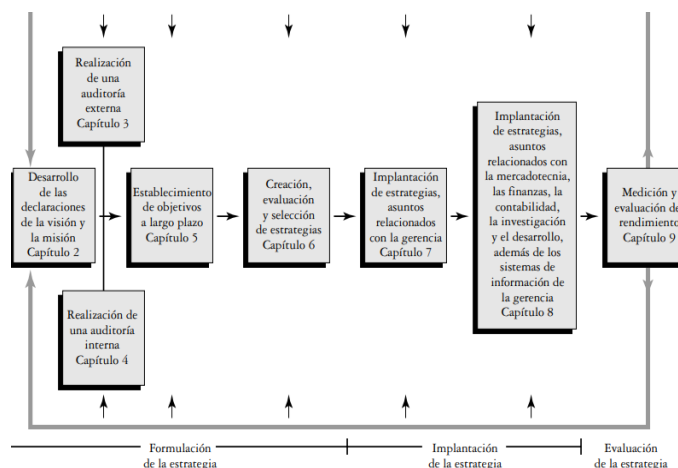 Realización
de una
auditoría
externa
Capítulo 3
Desarrollo
de las
declaraciones
de la visión y
la misión
Capítulo 2
Establecimiento
de objetivos
a largo plazo
Capítulo 5
Creación,
evaluación
y selección
de estrategias
Capítulo 6
Implantación
de estrategias,
asuntos
relacionados
con la gerencia
Capítulo 7
Implantación
de estrategias,
asuntos
relacionados con
la mercadotecnia,
las finanzas, la
contabilidad,
la investigación
y el desarrollo,
además de los
sistemas de
información de
la gerencia
Capítulo 8
Medición y
evaluación del
rendimiento
Capítulo 9
Realización de
una auditoría
interna
Capítulo 4
Formulación
de la estrategia
Implantación
de la estrategia
Evaluación
de la estrategia